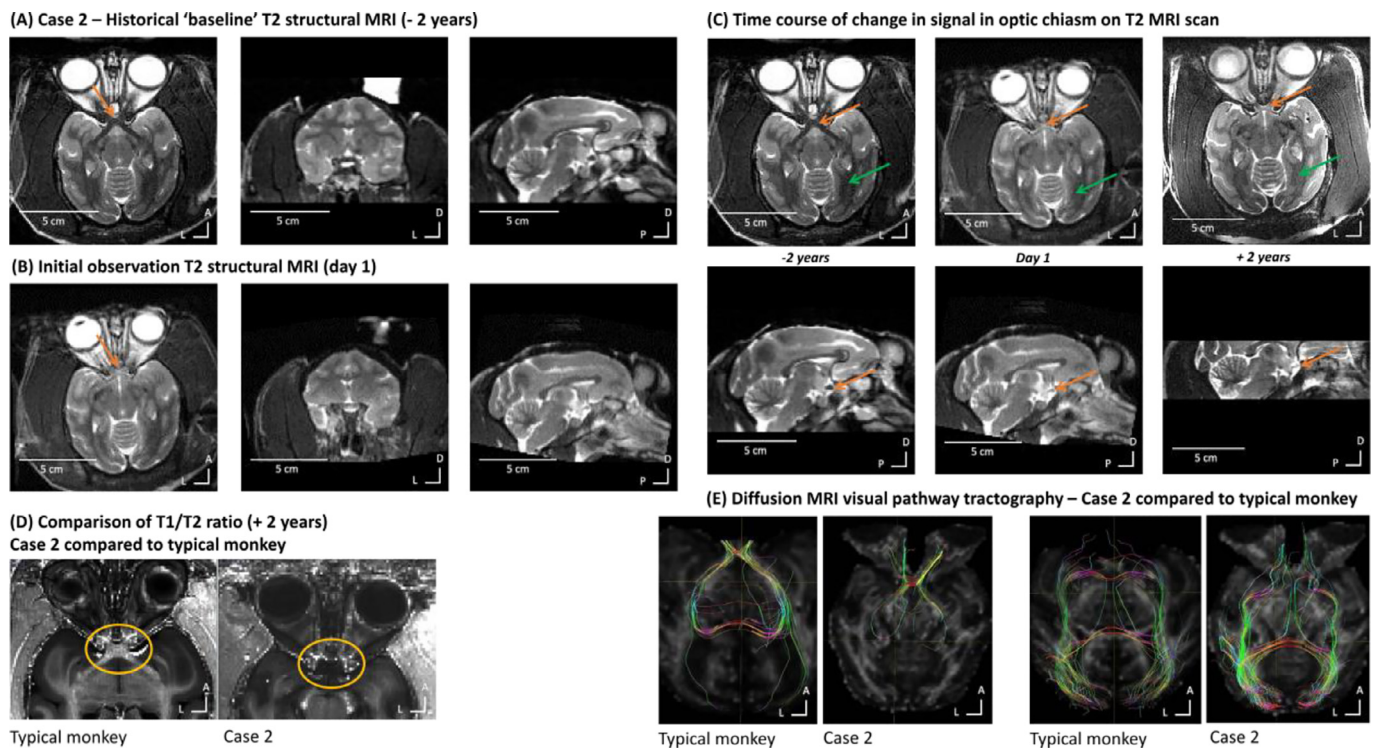 (A) Case 2 – Historical ‘baseline’ T2 structural MRI (- 2 years)
5 cm
L
A
5 cm
L
D
5 cm
P
D
(B) Initial observation T2 structural MRI (day 1)
5 cm
L
A
5 cm
L
D
5 cm
P
D
(C) Time course of change in signal in optic chiasm on T2 MRI scan
5 cm
L
A
5 cm
L
A
5 cm
L
A
-2 years
Day 1
+ 2 years
5 cm
P
D
5 cm
P
D
5 cm
P
D
(D) Comparison of T1/T2 ratio (+ 2 years)
Case 2 compared to typical monkey
L
A
L
A
Typical monkey
Case 2
(E) Diffusion MRI visual pathway tractography – Case 2 compared to typical monkey
L
A
L
A
L
A
L
A
Typical monkey
Case 2
Typical monkey
Case 2